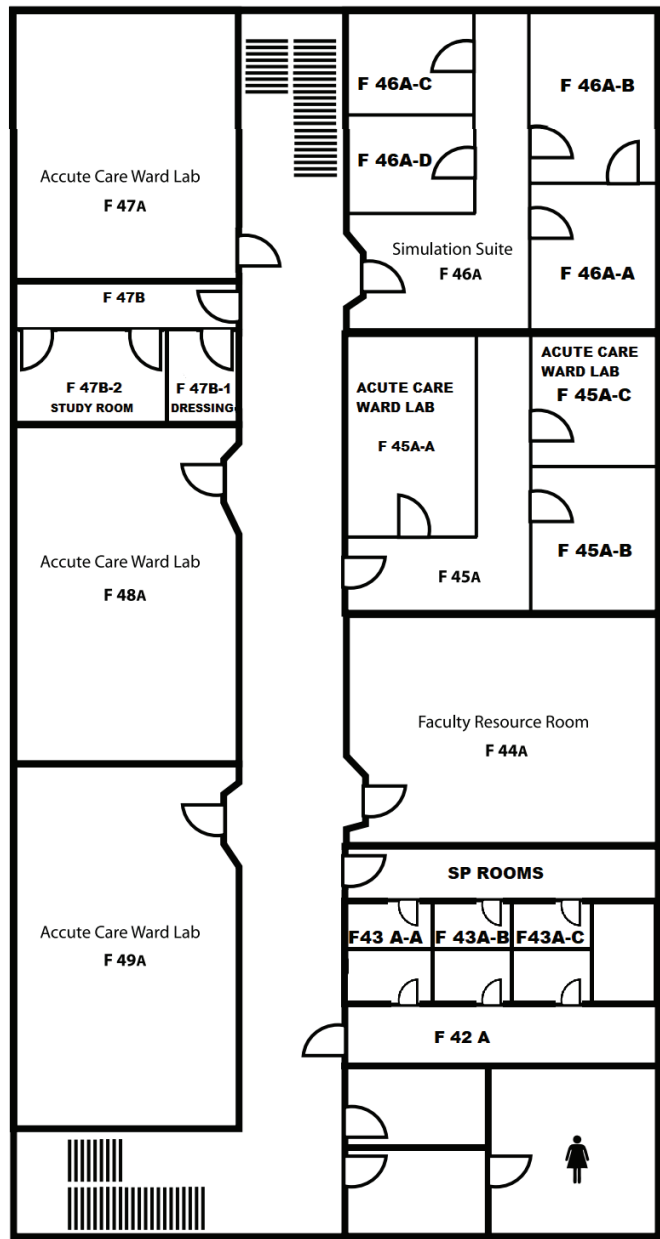 Accute Care Ward Lab
F 47A
F 46A-C
F 46A-B
F 46A-D
Simulation Suite
F 46A
F 46A-A
F 47B
F 47B-2
STUDY ROOM
F 47B-1
DRESSING
ACUTE CARE
WARD LAB
F 45A-A
ACUTE CARE
WARD LAB
F 45A-C
F 45A-B
F 45A
Accute Care Ward Lab
F 48A
Faculty Resource Room
F 44A
SP ROOMS
F43 A-A
F 43A-B
F43A-C
Accute Care Ward Lab
F 49A
F 42 A